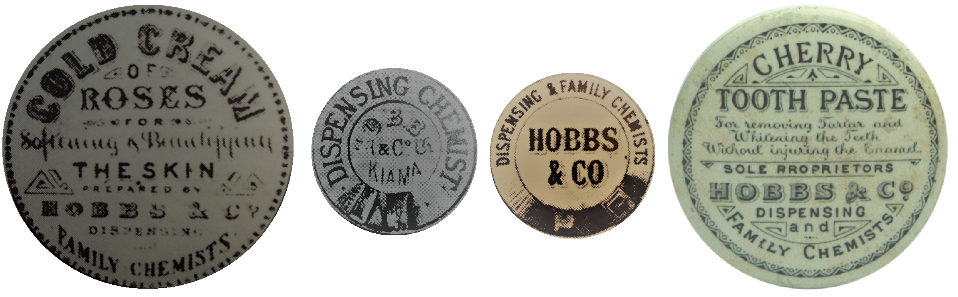 COLD CREAM
OF
ROSES
FOR
Softening & Beautifying
THE SKIN
PREPARED BY
HOBBS & Co
DISPENSING
FAMILY CHEMISTS
DISPENSING CHEMIST
& Co
KIAMA
DISPENSING & FAMILY CHEMISTS
HOBBS
& CO
CHERRY
TOOTH PASTE
For removing Tartar and
Whitening the Teeth
Without injuring the Enamel
SOLE PROPRIETORS
HOBBS & Co
DISPENSING
and
FAMILY CHEMISTS